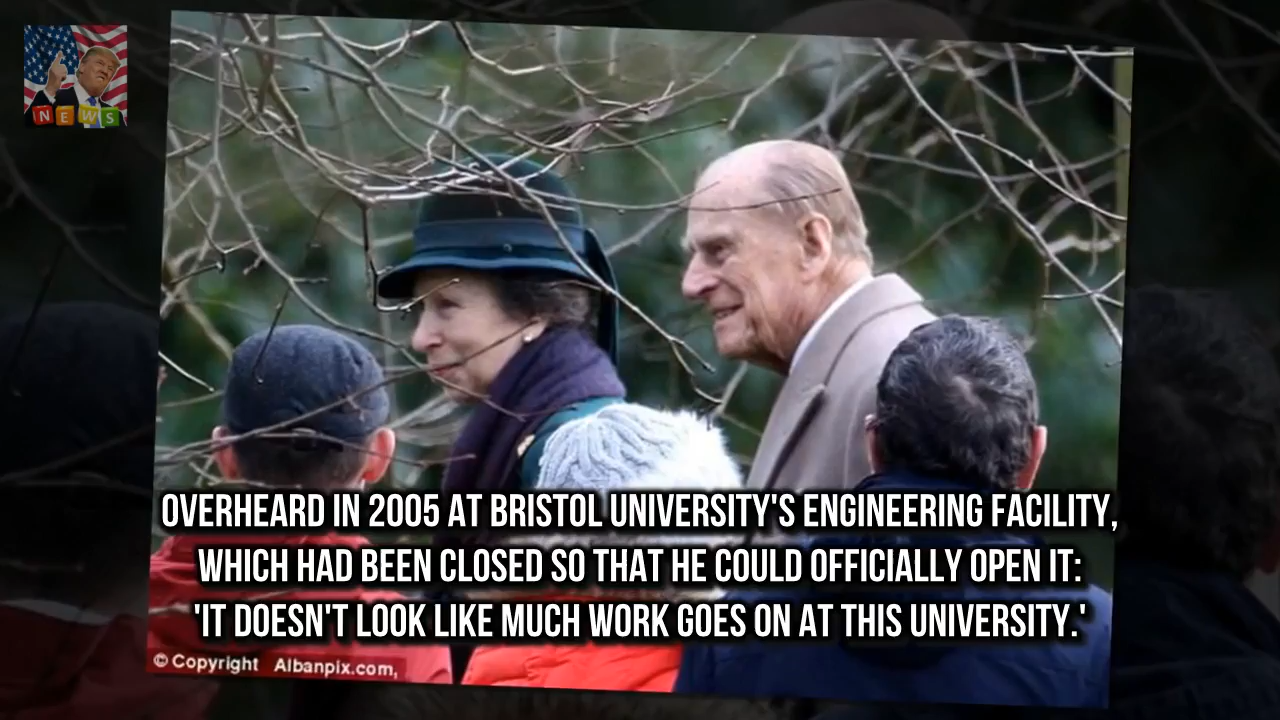 NEWS
OVERHEARD IN 2005 AT BRISTOL UNIVERSITY'S ENGINEERING FACILITY,
WHICH HAD BEEN CLOSED SO THAT HE COULD OFFICIALLY OPEN IT:
'IT DOESN'T LOOK LIKE MUCH WORK GOES ON AT THIS UNIVERSITY.'
© Copyright Albanpix.com,